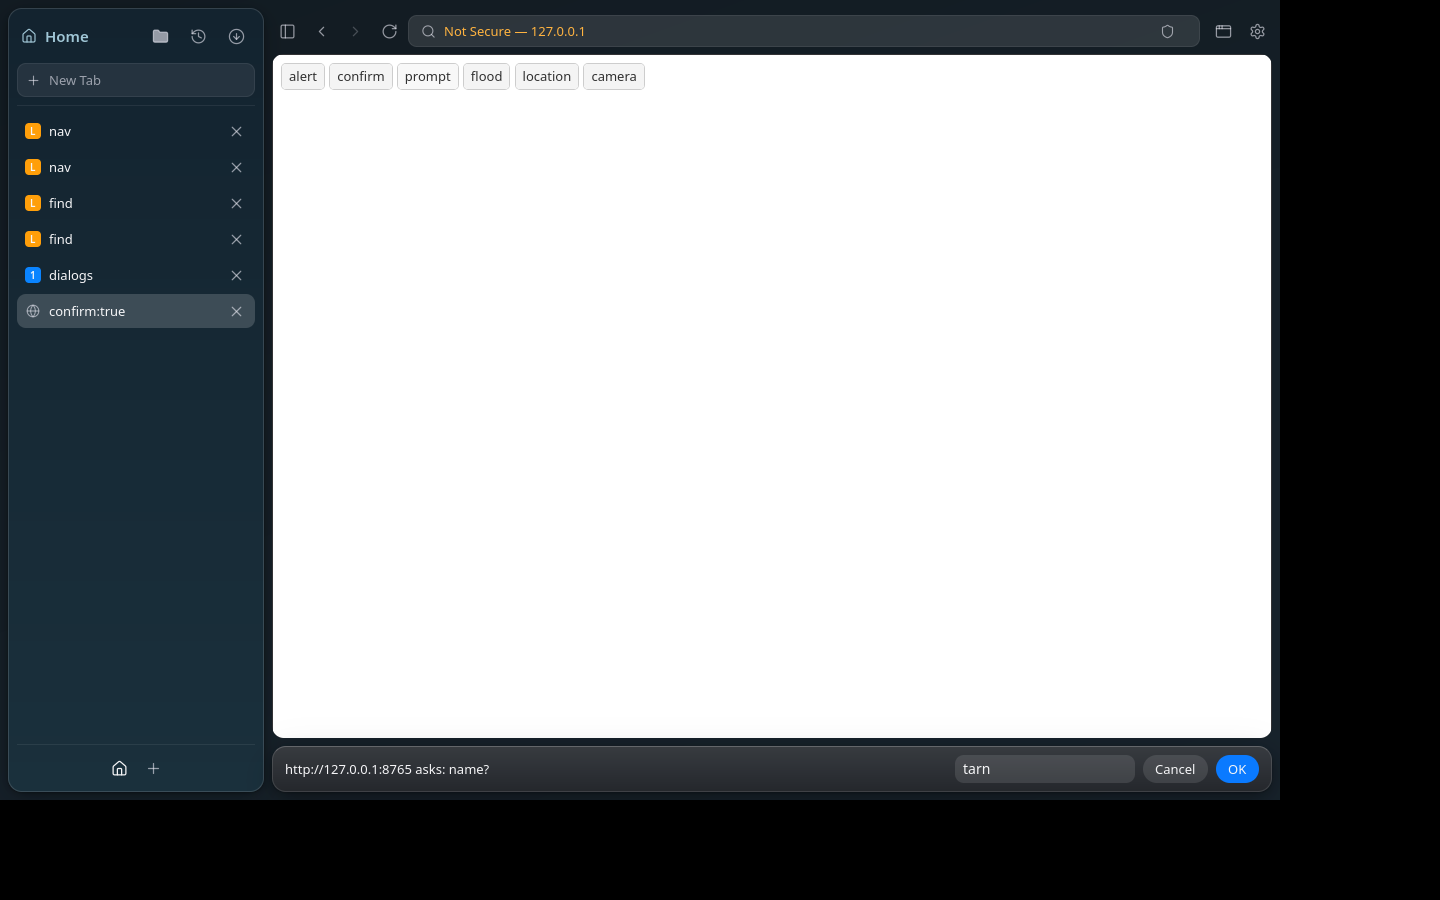 Home
New Tab
L nav
L nav
L find
L find
1 dialogs
confirm:true
Not Secure — 127.0.0.1
alert confirm prompt flood location camera
http://127.0.0.1:8765 asks: name? tarn Cancel OK